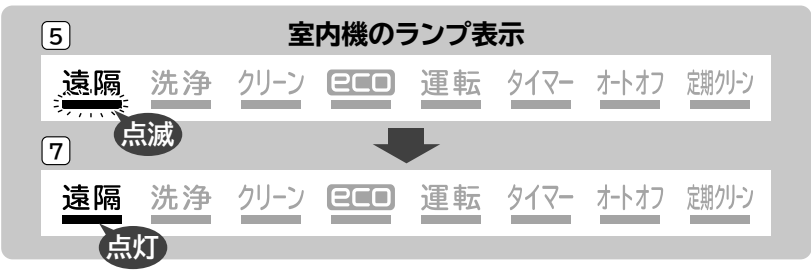 5 室内機のランプ表示
遠隔 洗浄 クリーン eco 運転 タイマー オートオフ 定期クリーン
点滅
7
遠隔 洗浄 クリーン eco 運転 タイマー オートオフ 定期クリーン
点灯